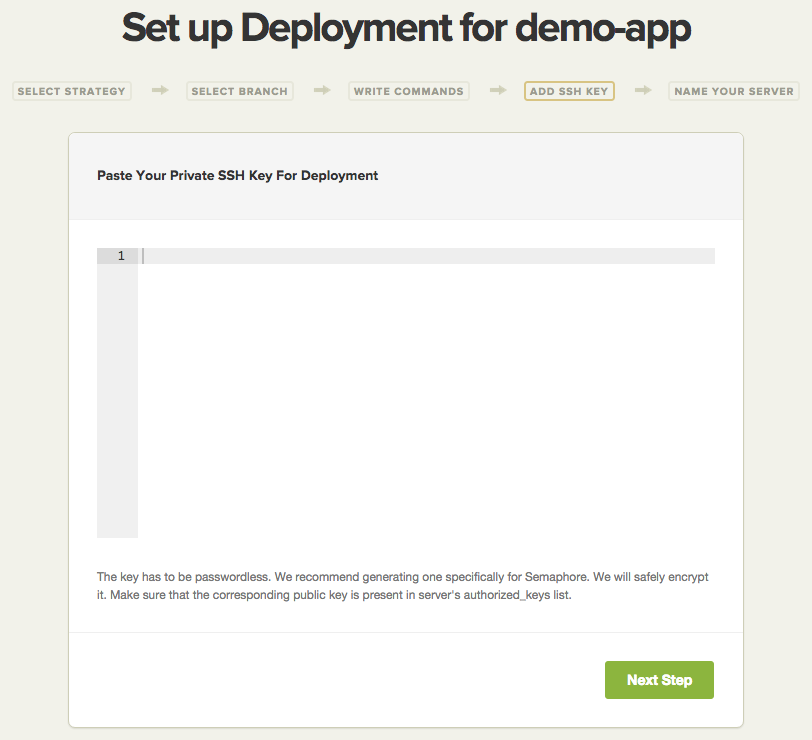 Set up Deployment for demo-app
SELECT STRATEGY
SELECT BRANCH
WRITE COMMANDS
ADD SSH KEY
NAME YOUR SERVER
Paste Your Private SSH Key For Deployment
1
The key has to be passwordless. We recommend generating one specifically for Semaphore. We will safely encrypt
it. Make sure that the corresponding public key is present in server's authorized_keys list.
Next Step